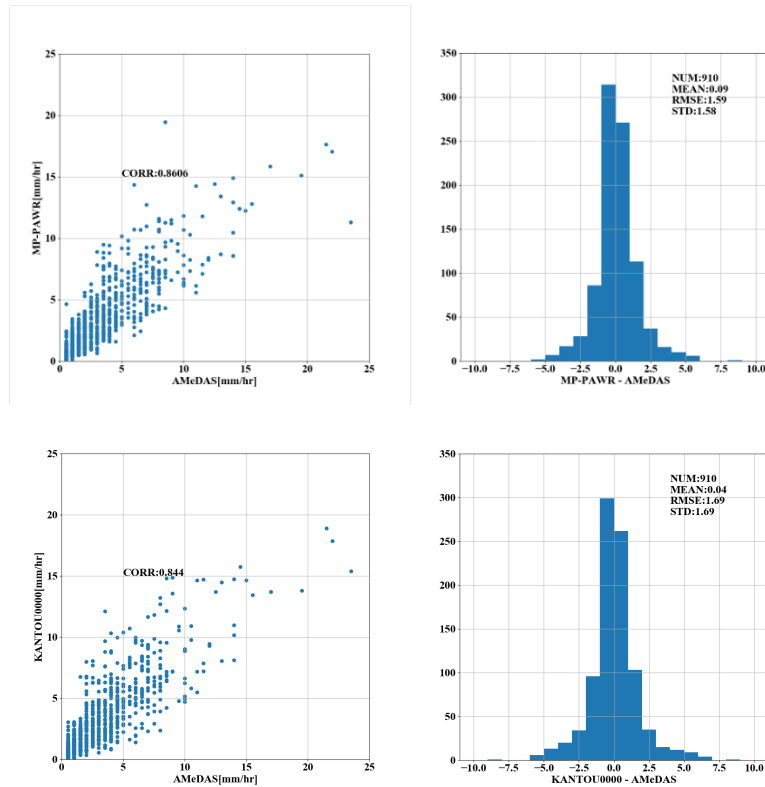 25
20
15
10
5
0
MP-PAWR[mm/hr]
CORR:0.8606
0 5 10 15 20 25
AMeDAS[mm/hr]
350
300
250
200
150
100
50
0
NUM:910
MEAN:0.09
RMSE:1.59
STD:1.58
−10.0 −7.5 −5.0 −2.5 0.0 2.5 5.0 7.5 10.0
MP-PAWR - AMeDAS
25
20
15
10
5
0
KANTOU0000[mm/hr]
CORR:0.844
0 5 10 15 20 25
AMeDAS[mm/hr]
350
300
250
200
150
100
50
0
NUM:910
MEAN:0.04
RMSE:1.69
STD:1.69
−10.0 −7.5 −5.0 −2.5 0.0 2.5 5.0 7.5 10.0
KANTOU0000 - AMeDAS